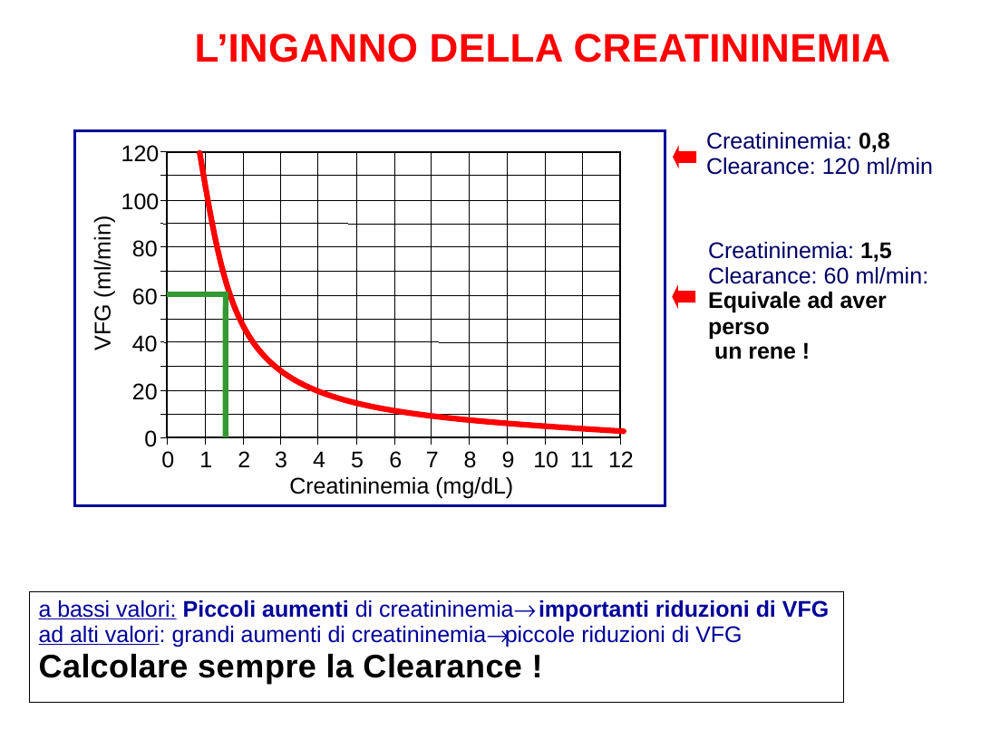 L’INGANNO DELLA CREATININEMIA
Creatininemia: 0,8
Clearance: 120 ml/min
Creatininemia: 1,5
Clearance: 60 ml/min:
Equivale ad aver
perso
un rene !
VFG (ml/min)
120
100
80
60
40
20
0
0 1 2 3 4 5 6 7 8 9 10 11 12
Creatininemia (mg/dL)
a bassi valori: Piccoli aumenti di creatininemia→importanti riduzioni di VFG
ad alti valori: grandi aumenti di creatininemia→piccole riduzioni di VFG
Calcolare sempre la Clearance !